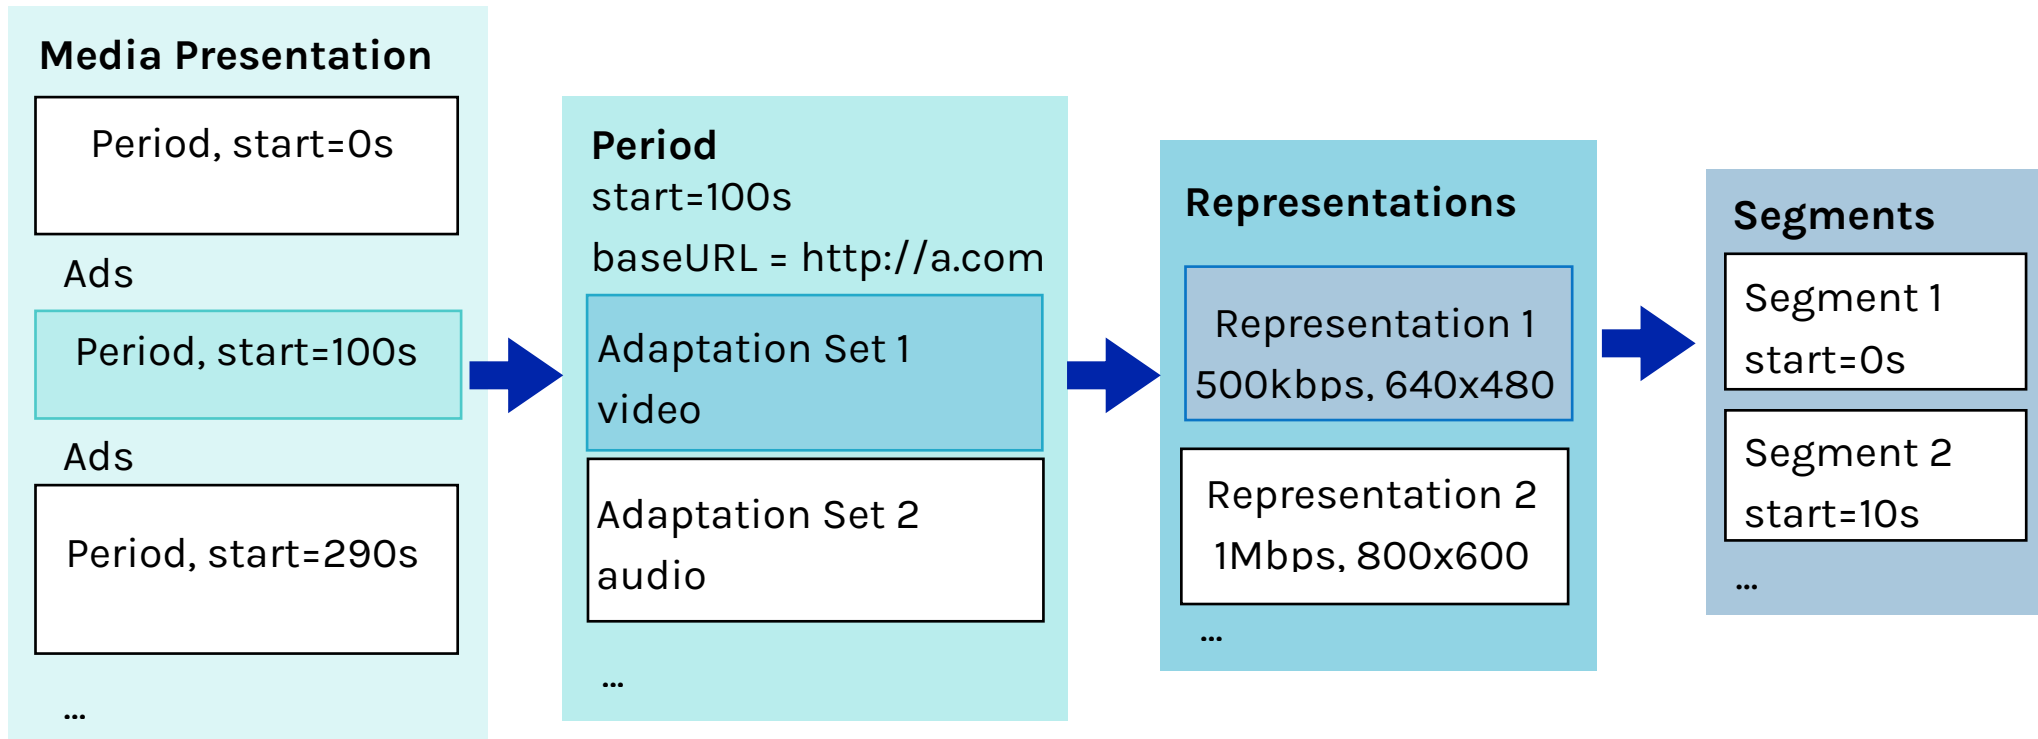 Media Presentation
Period, start=0s
Ads
Period, start=100s
Ads
Period, start=290s
...
Period
start=100s
baseURL = http://a.com
Adaptation Set 1
video
Adaptation Set 2
audio
...
Representations
Representation 1
500kbps, 640x480
Representation 2
1Mbps, 800x600
...
Segments
Segment 1
start=0s
Segment 2
start=10s
...